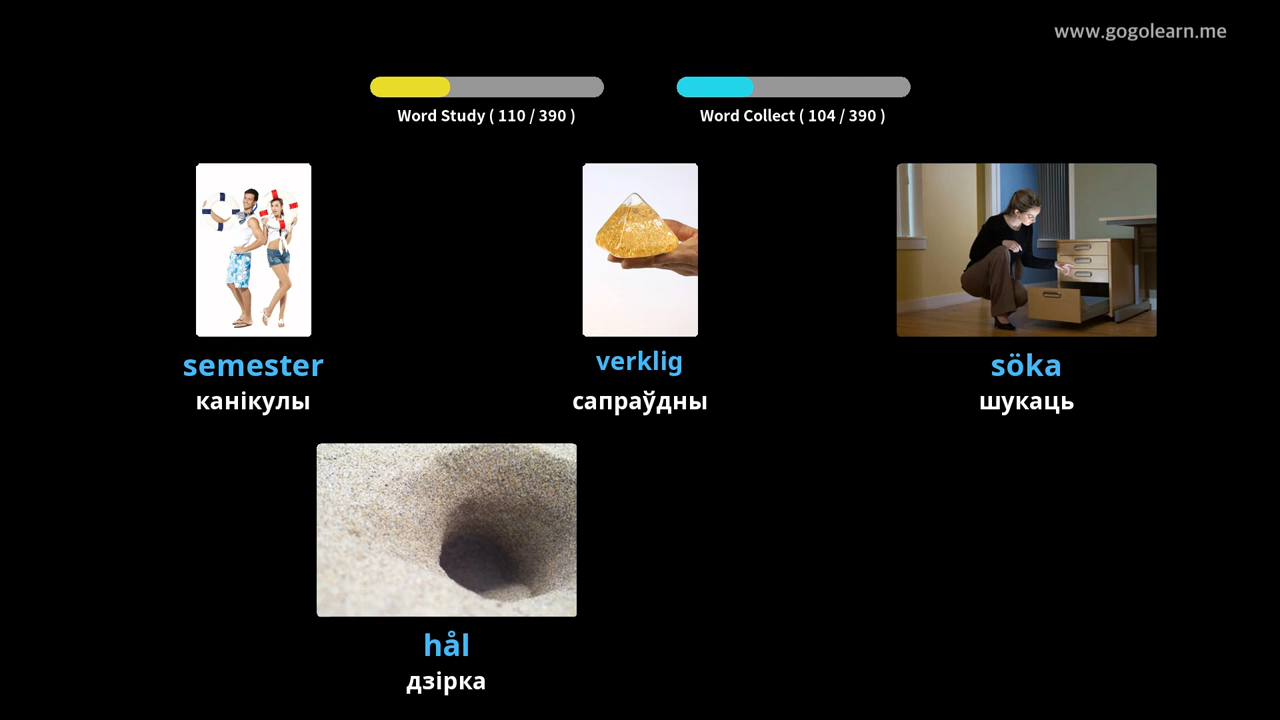 www.gogolearn.me
Word Study ( 110 / 390 )
Word Collect ( 104 / 390 )
semester
канікулы
verklig
сапраўдны
söka
шукаць
hål
дзірка